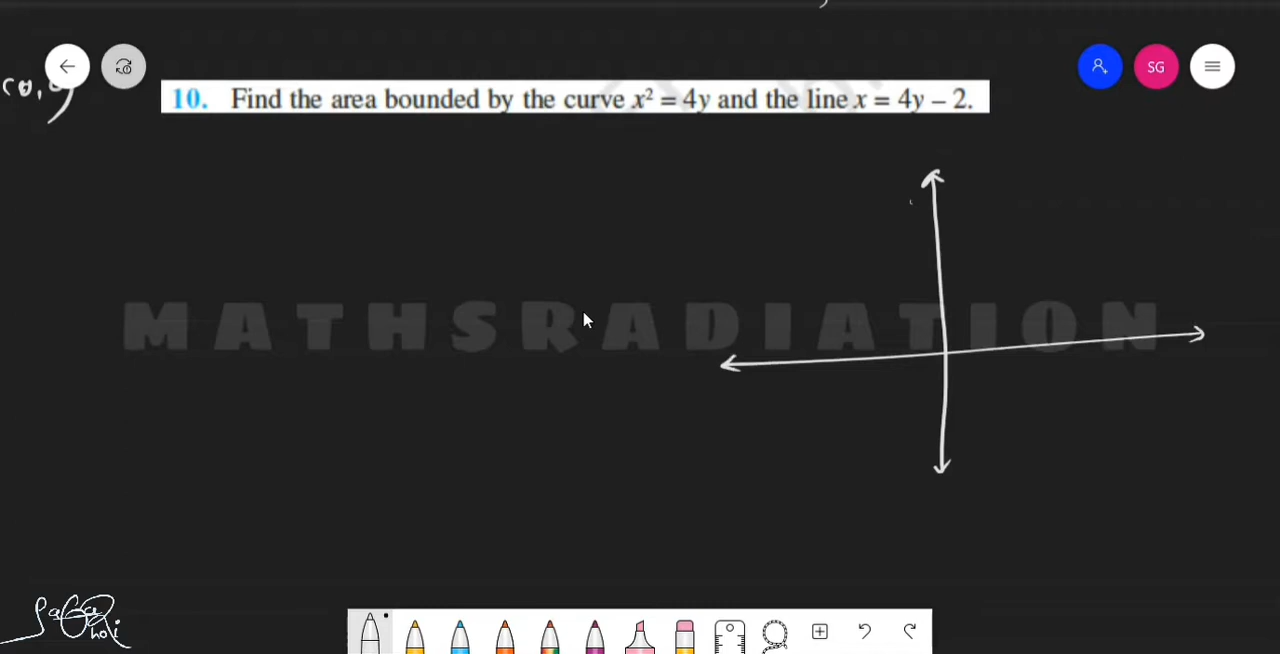 SG
10. Find the area bounded by the curve x² = 4y and the line x = 4y – 2.
MATHSRADIATION